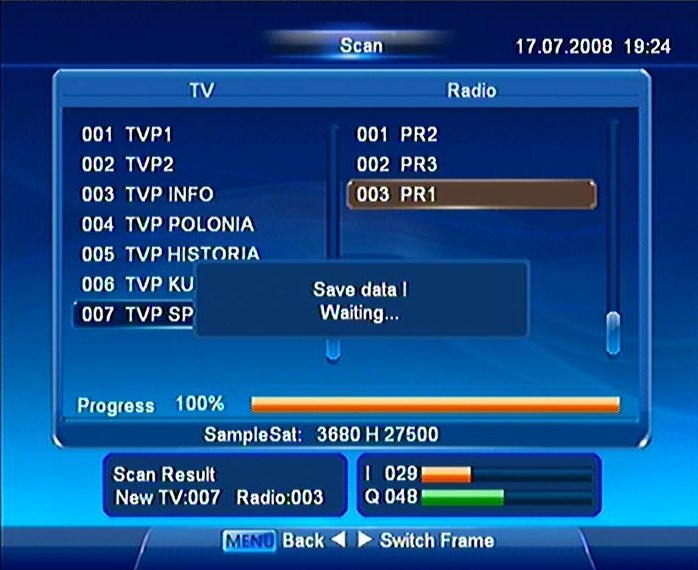 Scan
17.07.2008 19:24
TV
Radio
001 TVP1
002 TVP2
003 TVP INFO
004 TVP POLONIA
005 TVP HISTORIA
006 TVP KU
007 TVP SP
001 PR2
002 PR3
003 PR1
Save data !
Waiting...
Progress 100%
SampleSat: 3680 H 27500
Scan Result
New TV:007 Radio:003
I 029
Q 048
MENU Back ◄ ► Switch Frame